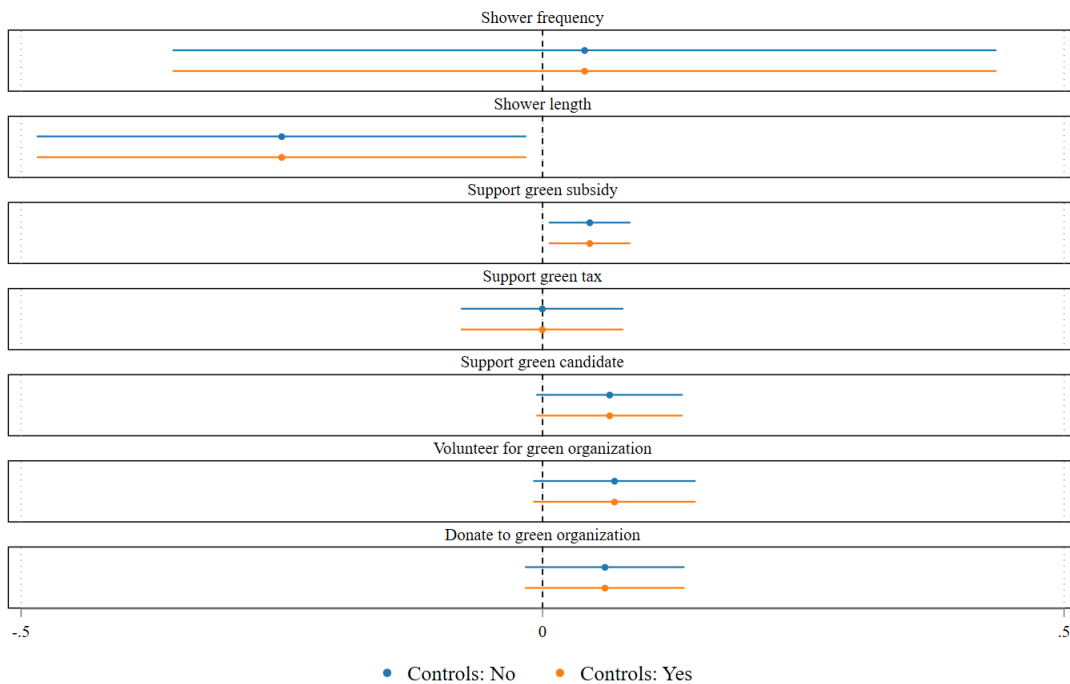 Shower frequency
Shower length
Support green subsidy
Support green tax
Support green candidate
Volunteer for green organization
Donate to green organization
-.5 0 .5
Controls: No Controls: Yes